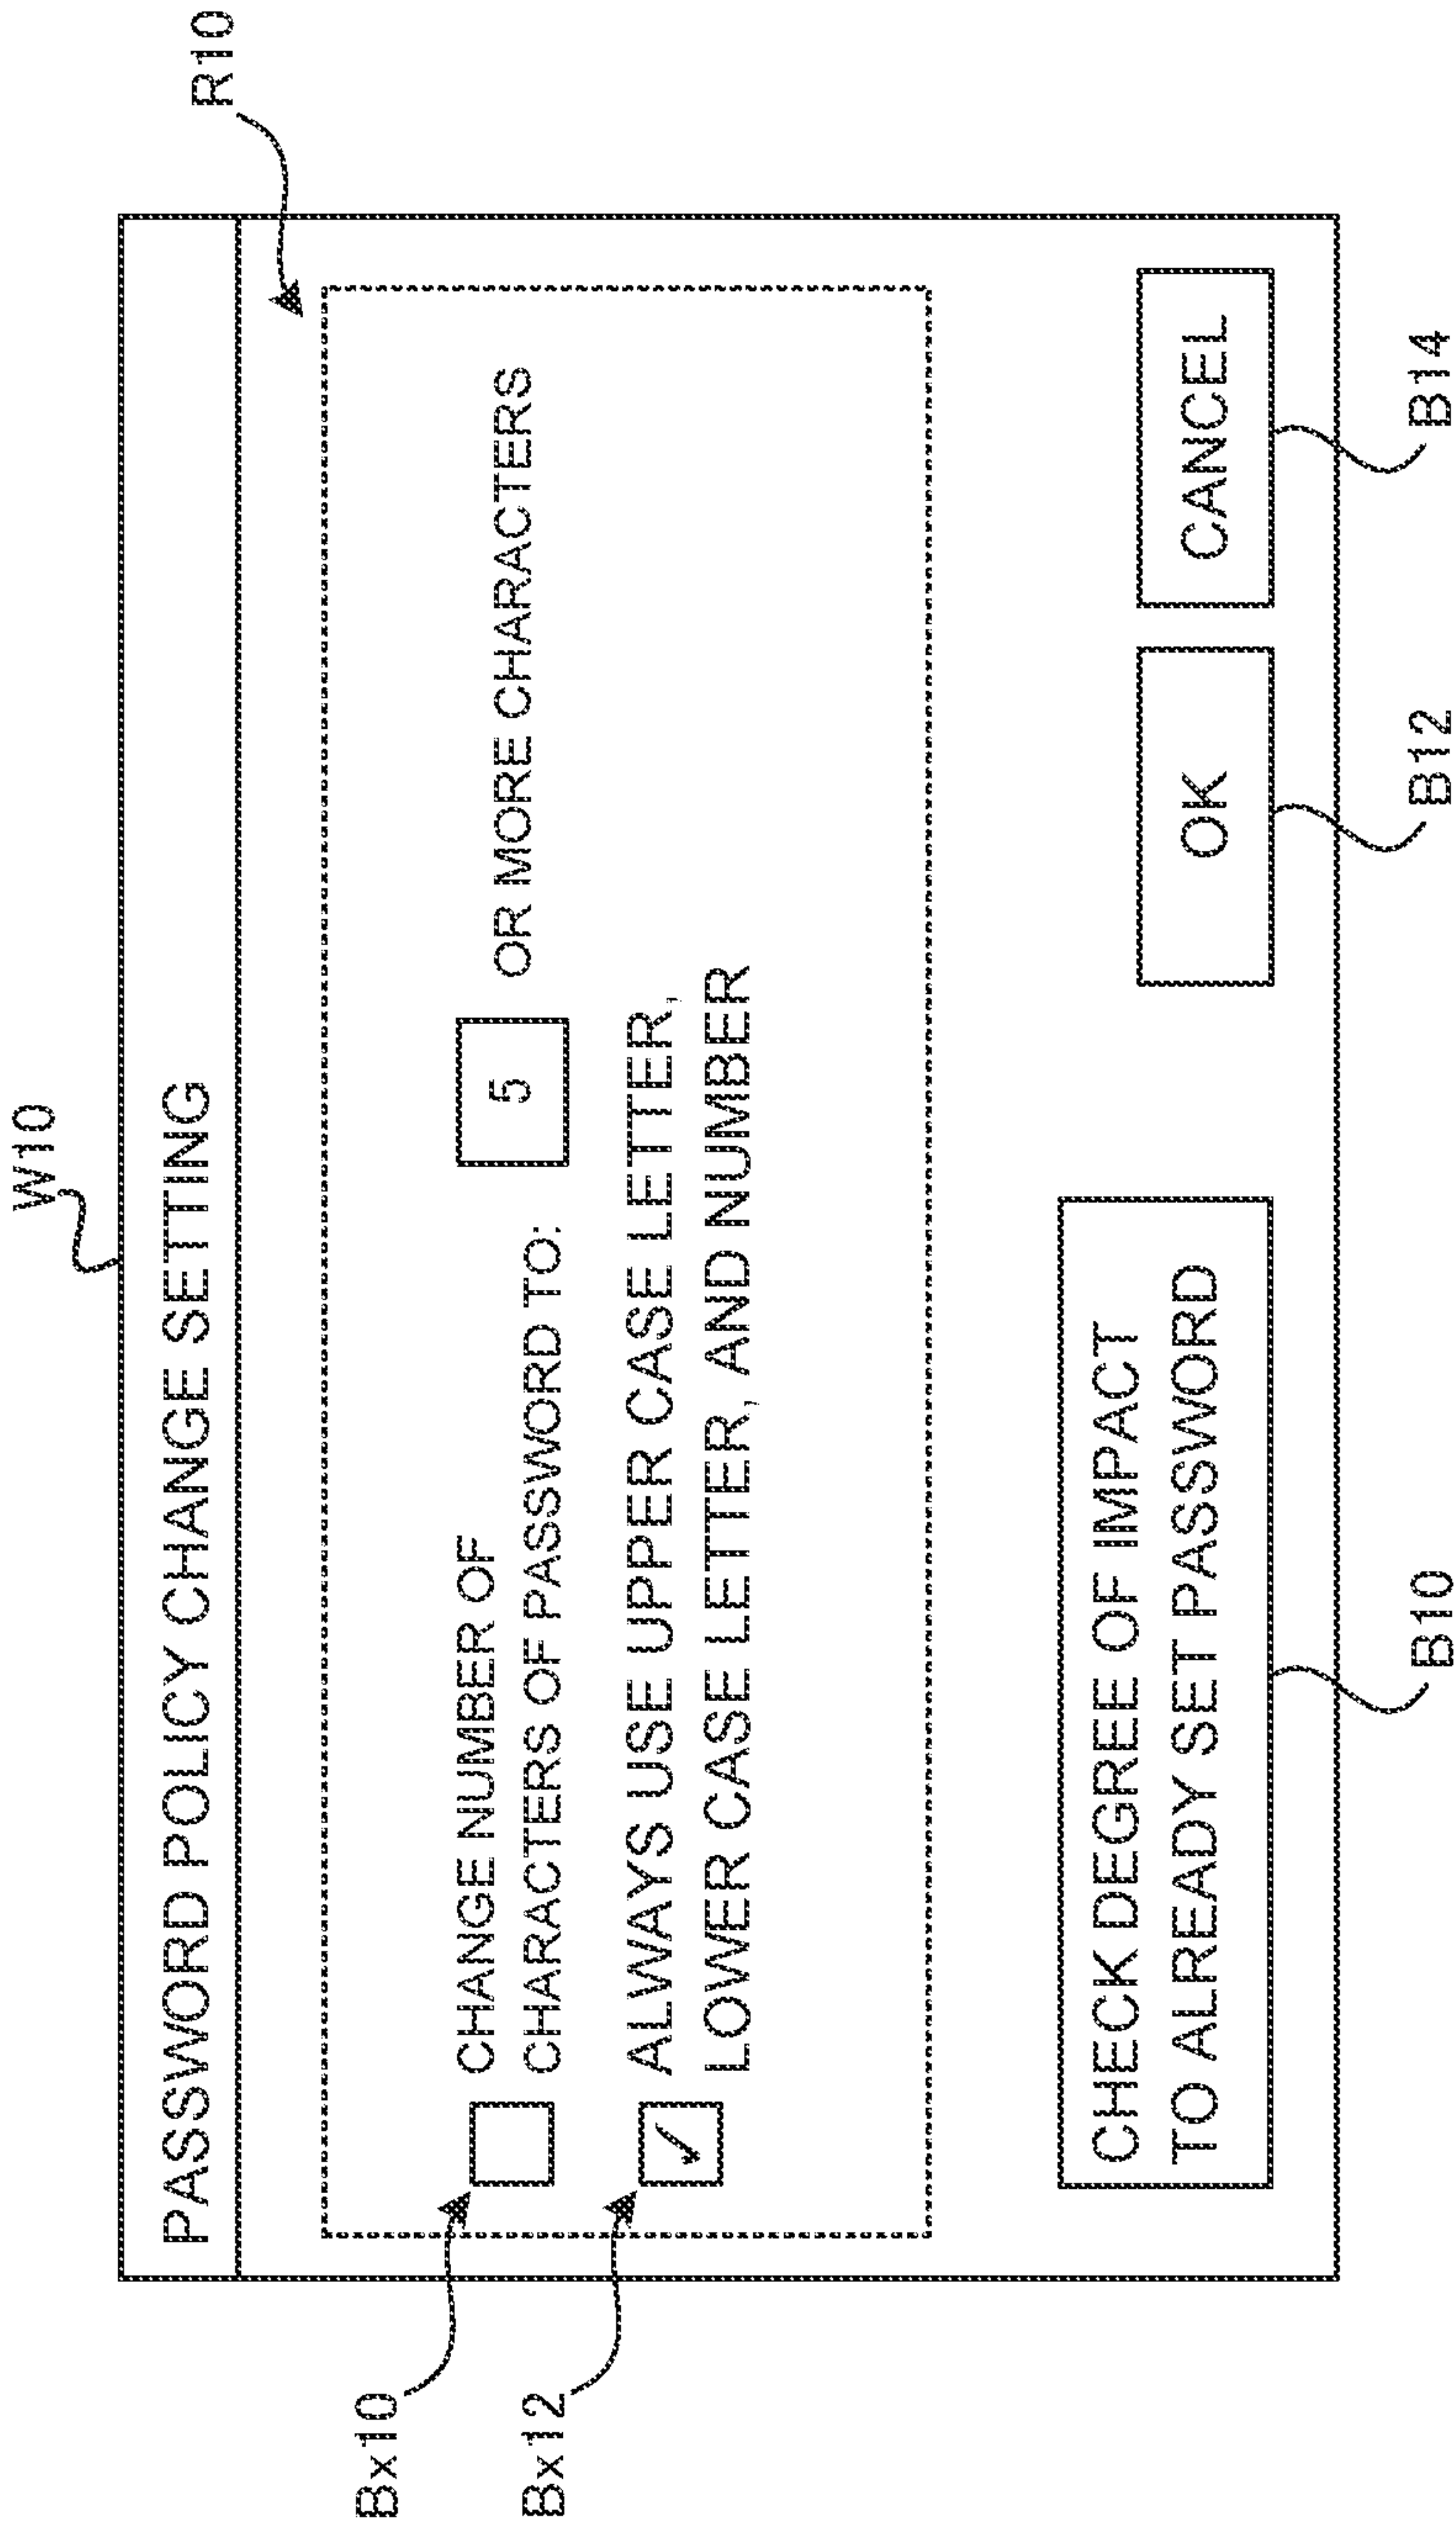 W10
PASSWORD POLICY CHANGE SETTING
R10
Bx10
CHANGE NUMBER OF
CHARACTERS OF PASSWORD TO:
5
OR MORE CHARACTERS
Bx12
ALWAYS USE UPPER CASE LETTER,
LOWER CASE LETTER, AND NUMBER
CHECK DEGREE OF IMPACT
TO ALREADY SET PASSWORD
OK
CANCEL
B10
B12
B14